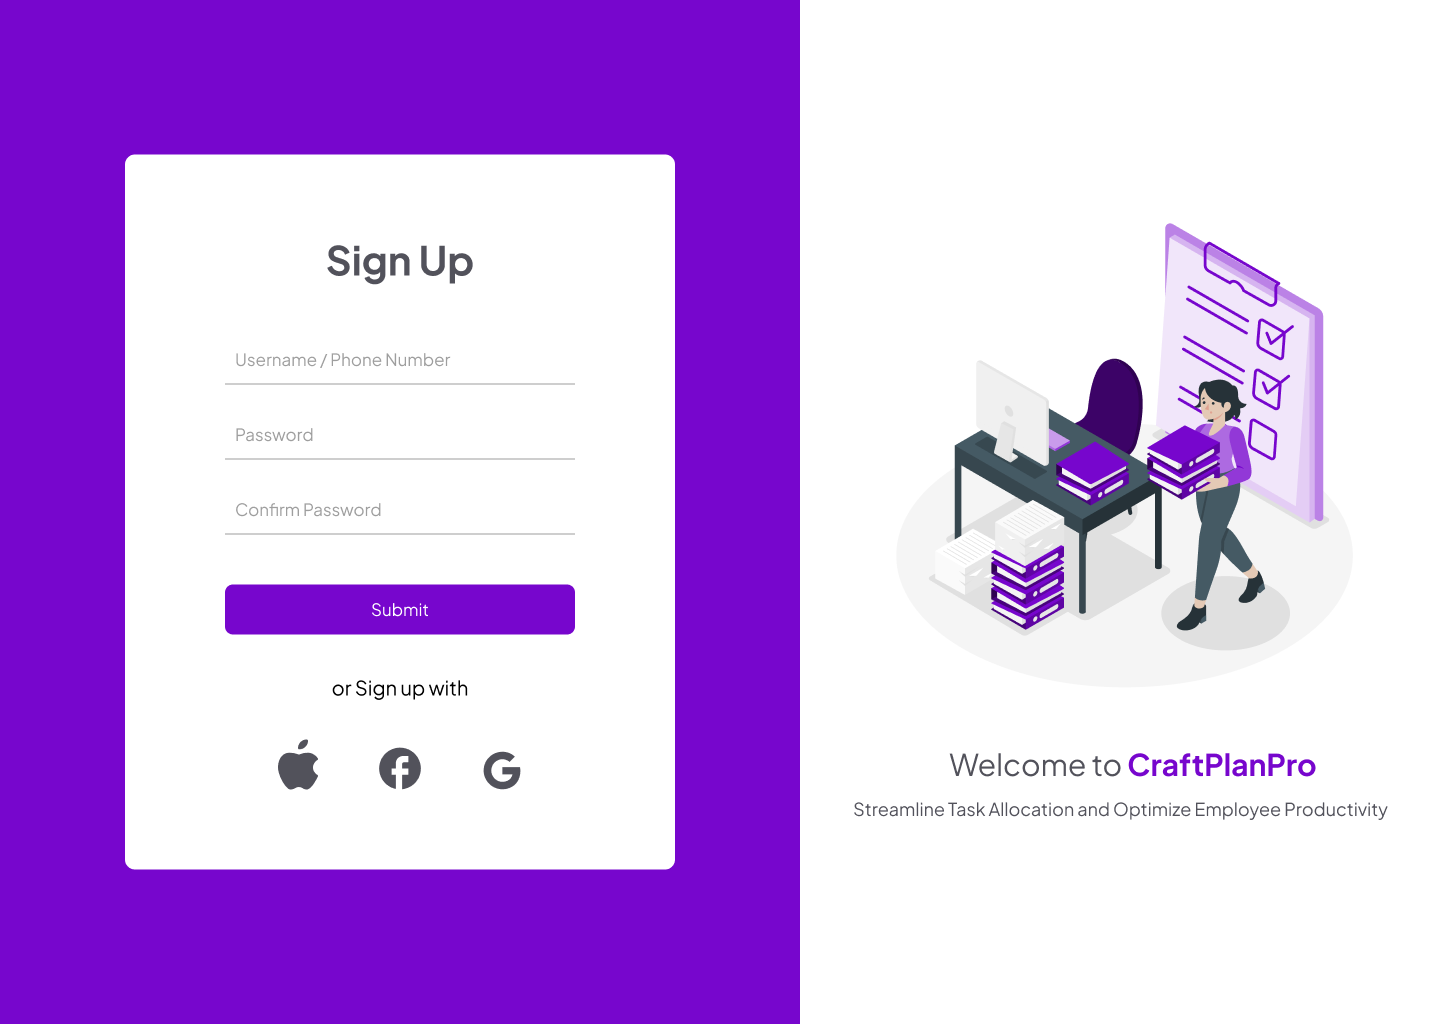 Sign Up
Username / Phone Number
Password
Confirm Password
Submit
or Sign up with
Welcome to CraftPlanPro
Streamline Task Allocation and Optimize Employee Productivity